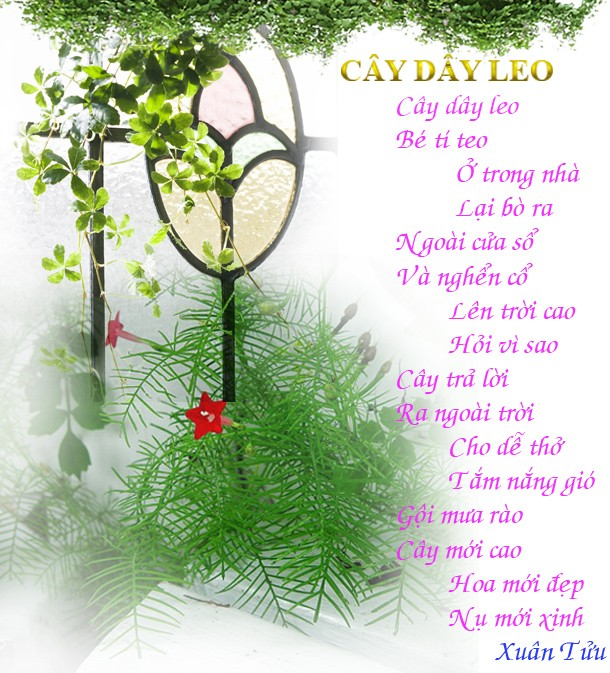 CÂY DÂY LEO
Cây dây leo
Bé tí teo
Ở trong nhà
Lại bò ra
Ngoài cửa sổ
Và nghển cổ
Lên trời cao
Hỏi vì sao
Cây trả lời
Ra ngoài trời
Cho dễ thở
Tắm nắng gió
Gội mưa rào
Cây mới cao
Hoa mới đẹp
Nụ mới xinh
Xuân Tửu